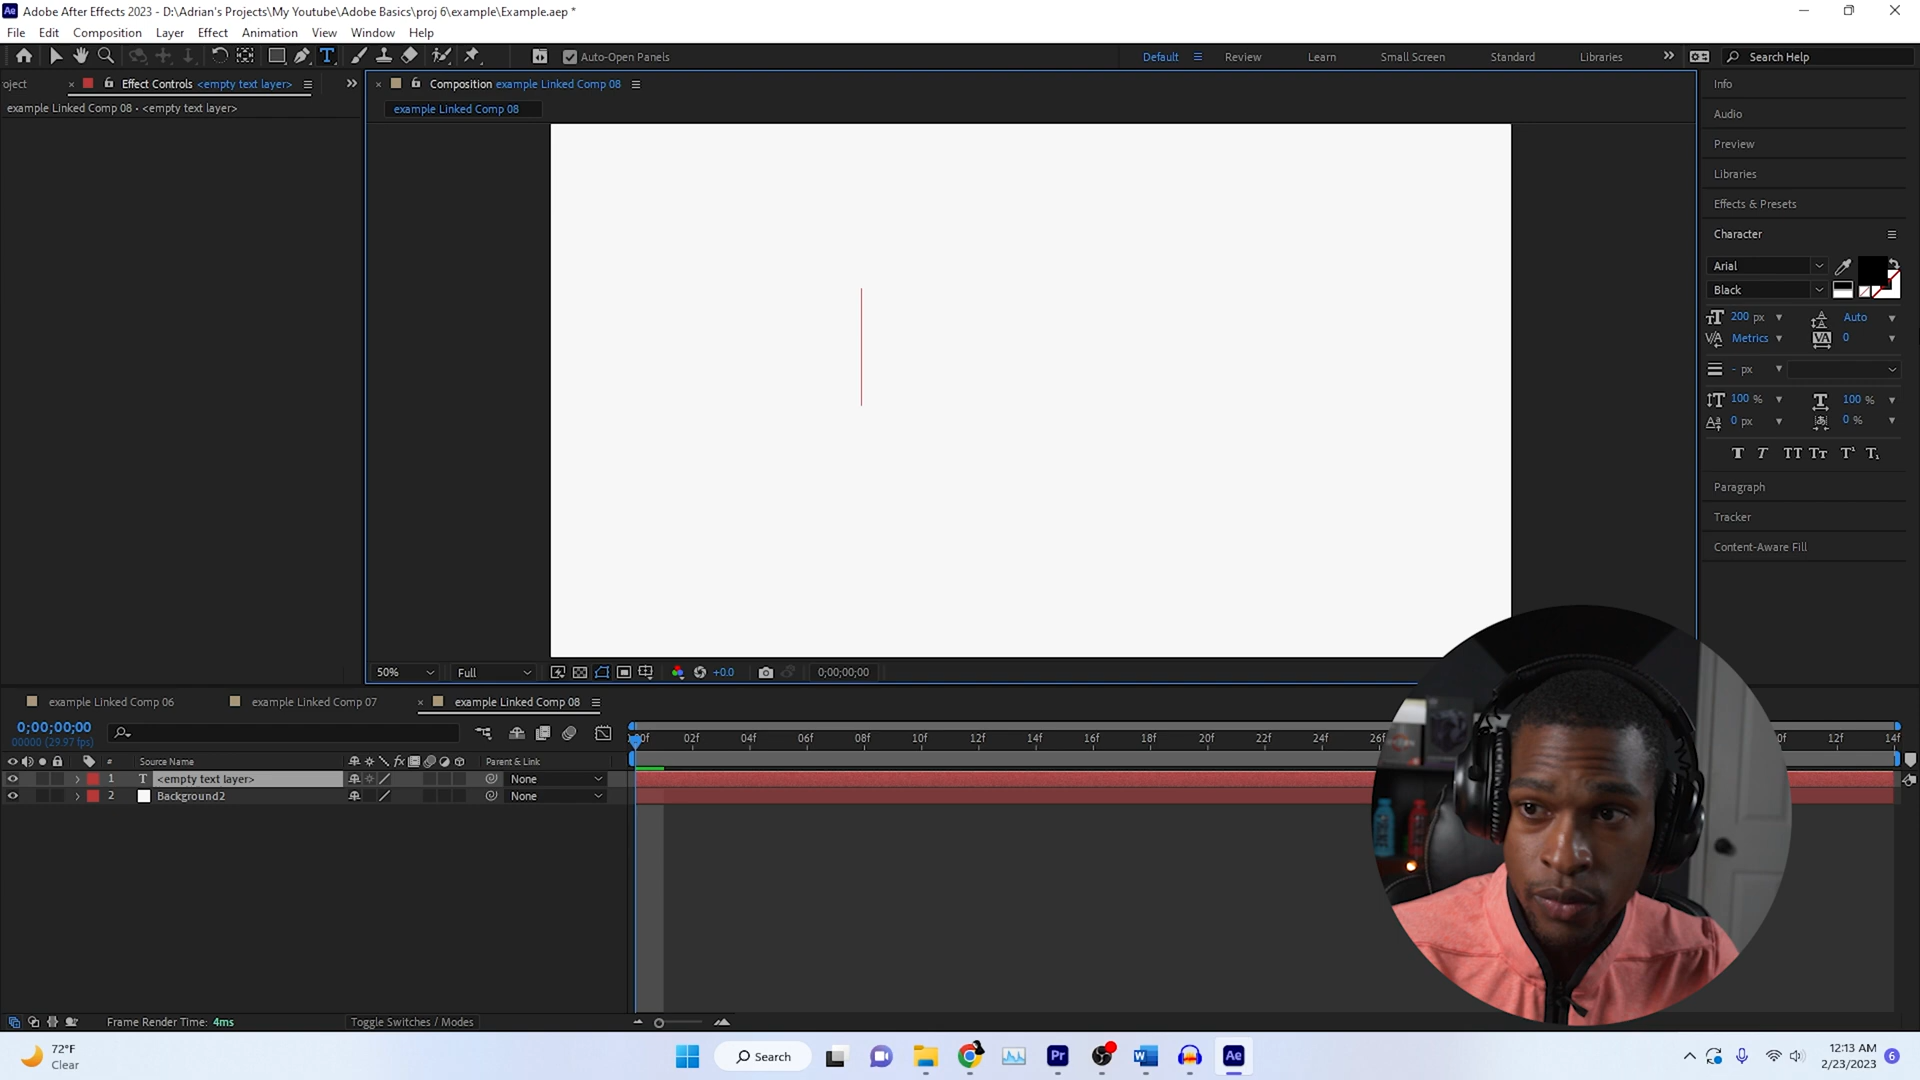 Adobe After Effects 2023 - D:\Adrian's Projects\My Youtube\Adobe Basics\proj 6\example\Example.aep *
File Edit Composition Layer Effect Animation View Window Help
Auto-Open Panels
Default Review Learn Small Screen Standard Libraries Search Help
oject Effect Controls <empty text layer>
example Linked Comp 08 • <empty text layer>
Composition example Linked Comp 08
example Linked Comp 08
Info
Audio
Preview
Libraries
Effects & Presets
Character
Arial
Black
200 px Auto
Metrics 0
- px
100 % 100 %
0 px 0 %
Paragraph
Tracker
Content-Aware Fill
50% Full +0.0 0;00;00;00
example Linked Comp 06 example Linked Comp 07 example Linked Comp 08
0;00;00;00
00000 (29.97 fps)
:00f 02f 04f 06f 08f 10f 12f 14f 16f 18f 20f 22f 24f 26f 12f 14f
# Source Name Parent & Link
1 T <empty text layer> None
2 Background2 None
Frame Render Time: 4ms Toggle Switches / Modes
72°F
Clear
Search
Pr
Ae
12:13 AM
2/23/2023
6